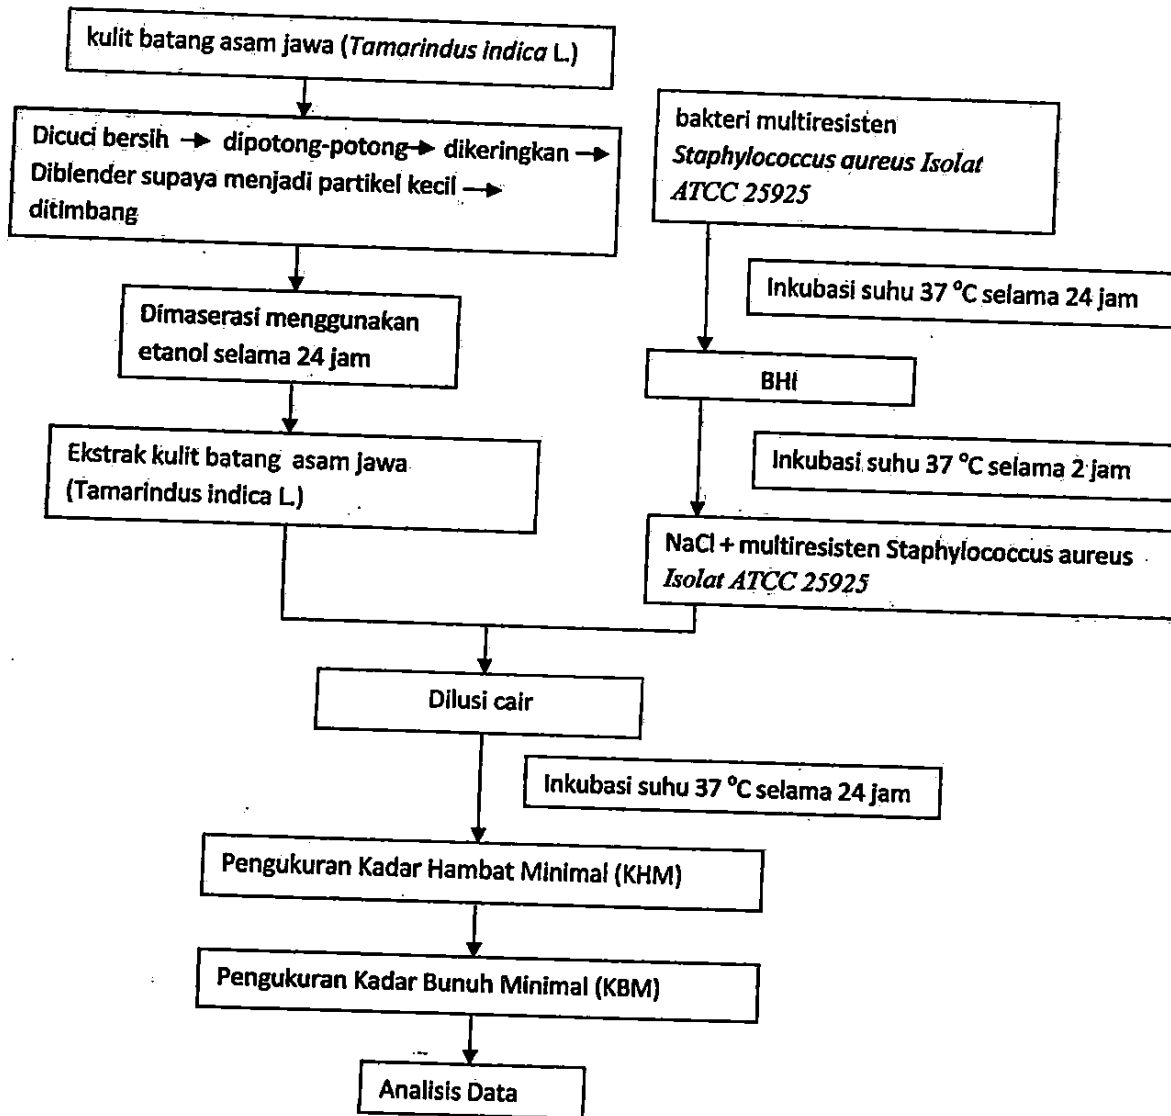 kulit batang asam jawa (Tamarindus indica L.)
Dicuci bersih → dipotong-potong → dikeringkan →
Diblender supaya menjadi partikel kecil →
ditimbang
Dimaserasi menggunakan
etanol selama 24 jam
Ekstrak kulit batang asam jawa
(Tamarindus indica L.)
bakteri multiresisten
Staphylococcus aureus Isolat
ATCC 25925
Inkubasi suhu 37 °C selama 24 jam
BHI
Inkubasi suhu 37 °C selama 2 jam
NaCl + multiresisten Staphylococcus aureus
Isolat ATCC 25925
Dilusi cair
Inkubasi suhu 37 °C selama 24 jam
Pengukuran Kadar Hambat Minimal (KHM)
Pengukuran Kadar Bunuh Minimal (KBM)
Analisis Data